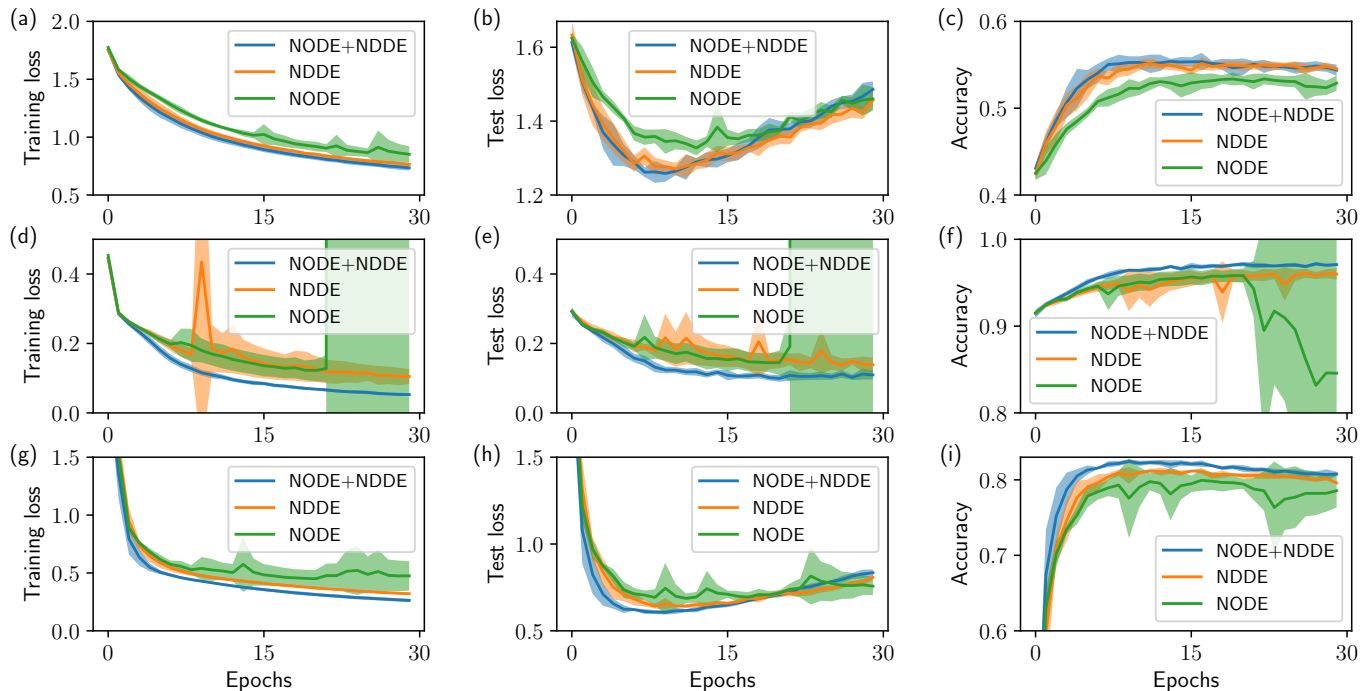 (a)
Training loss
2.0
1.5
1.0
0.5
0
15
30
NODE+NDDE
NDDE
NODE
(b)
Test loss
1.6
1.4
1.2
0
15
30
NODE+NDDE
NDDE
NODE
(c)
Accuracy
0.6
0.5
0.4
0
15
30
NODE+NDDE
NDDE
NODE
(d)
Training loss
0.4
0.2
0.0
0
15
30
NODE+NDDE
NDDE
NODE
(e)
Test loss
0.4
0.2
0.0
0
15
30
NODE+NDDE
NDDE
NODE
(f)
Accuracy
1.0
0.9
0.8
0
15
30
NODE+NDDE
NDDE
NODE
(g)
Training loss
1.5
1.0
0.5
0.0
0
15
30
Epochs
NODE+NDDE
NDDE
NODE
(h)
Test loss
1.5
1.0
0.5
0
15
30
Epochs
NODE+NDDE
NDDE
NODE
(i)
Accuracy
0.8
0.7
0.6
0
15
30
Epochs
NODE+NDDE
NDDE
NODE